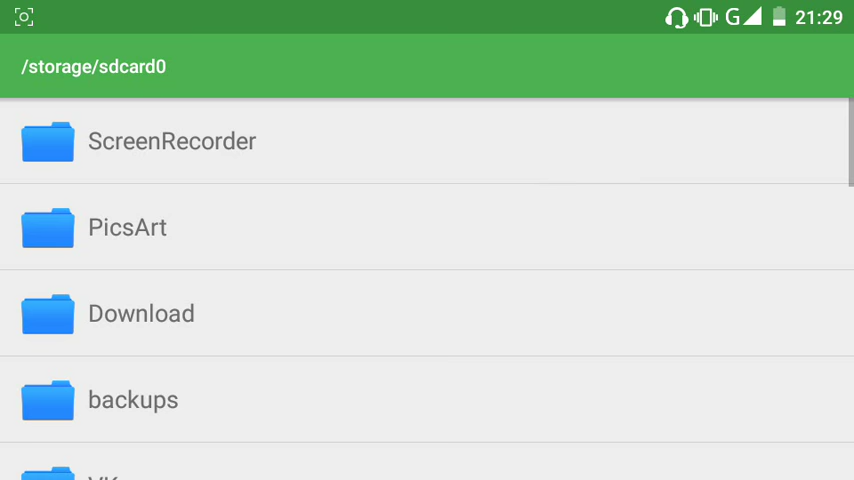 G
21:29
/storage/sdcard0
ScreenRecorder
PicsArt
Download
backups